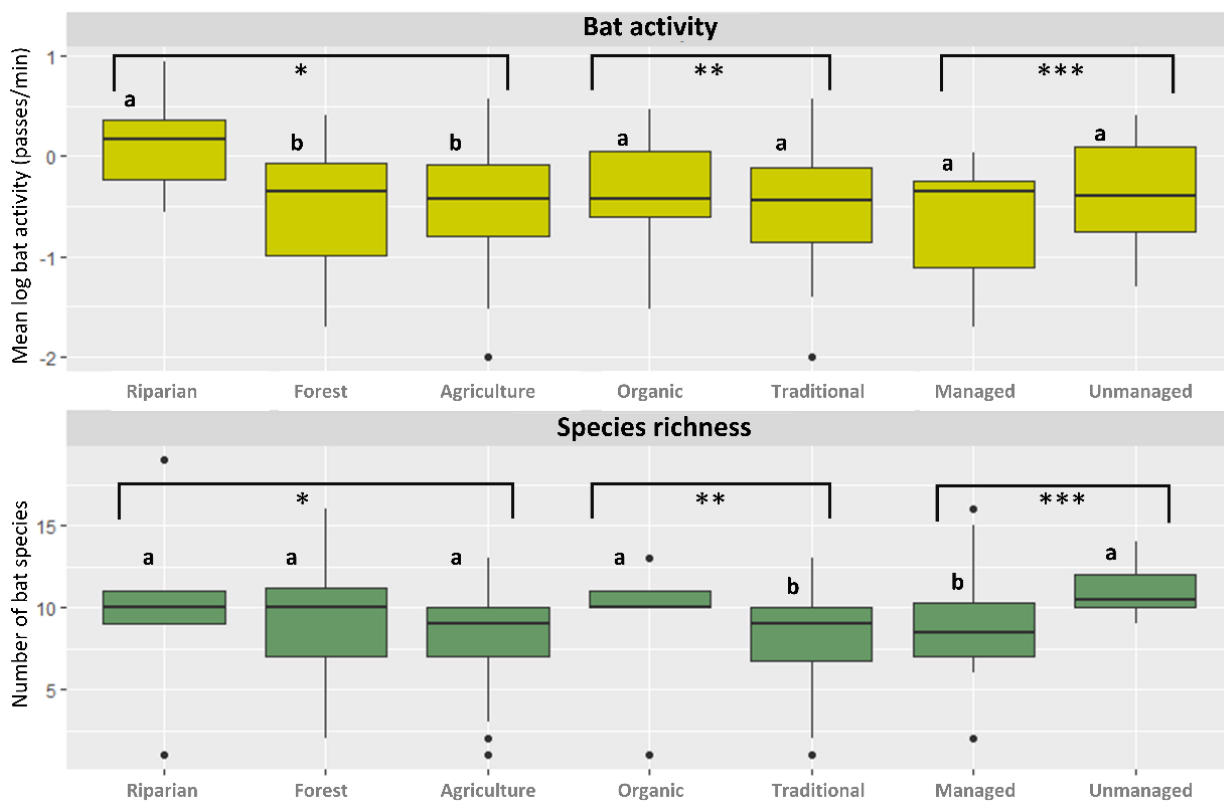 Bat activity
Mean log bat activity (passes/min)
1
0
-1
-2
* ** ***
a b b a a a a
Riparian Forest Agriculture Organic Traditional Managed Unmanaged
Species richness
Number of bat species
15
10
5
* ** ***
a a a a b b a
Riparian Forest Agriculture Organic Traditional Managed Unmanaged